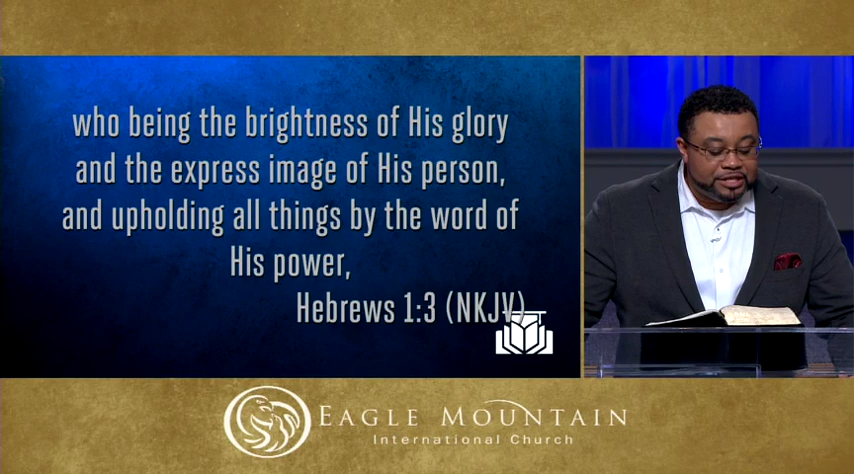 who being the brightness of His glory
and the express image of His person,
and upholding all things by the word of
His power,
Hebrews 1:3 (NKJV)
EAGLE MOUNTAIN
International Church